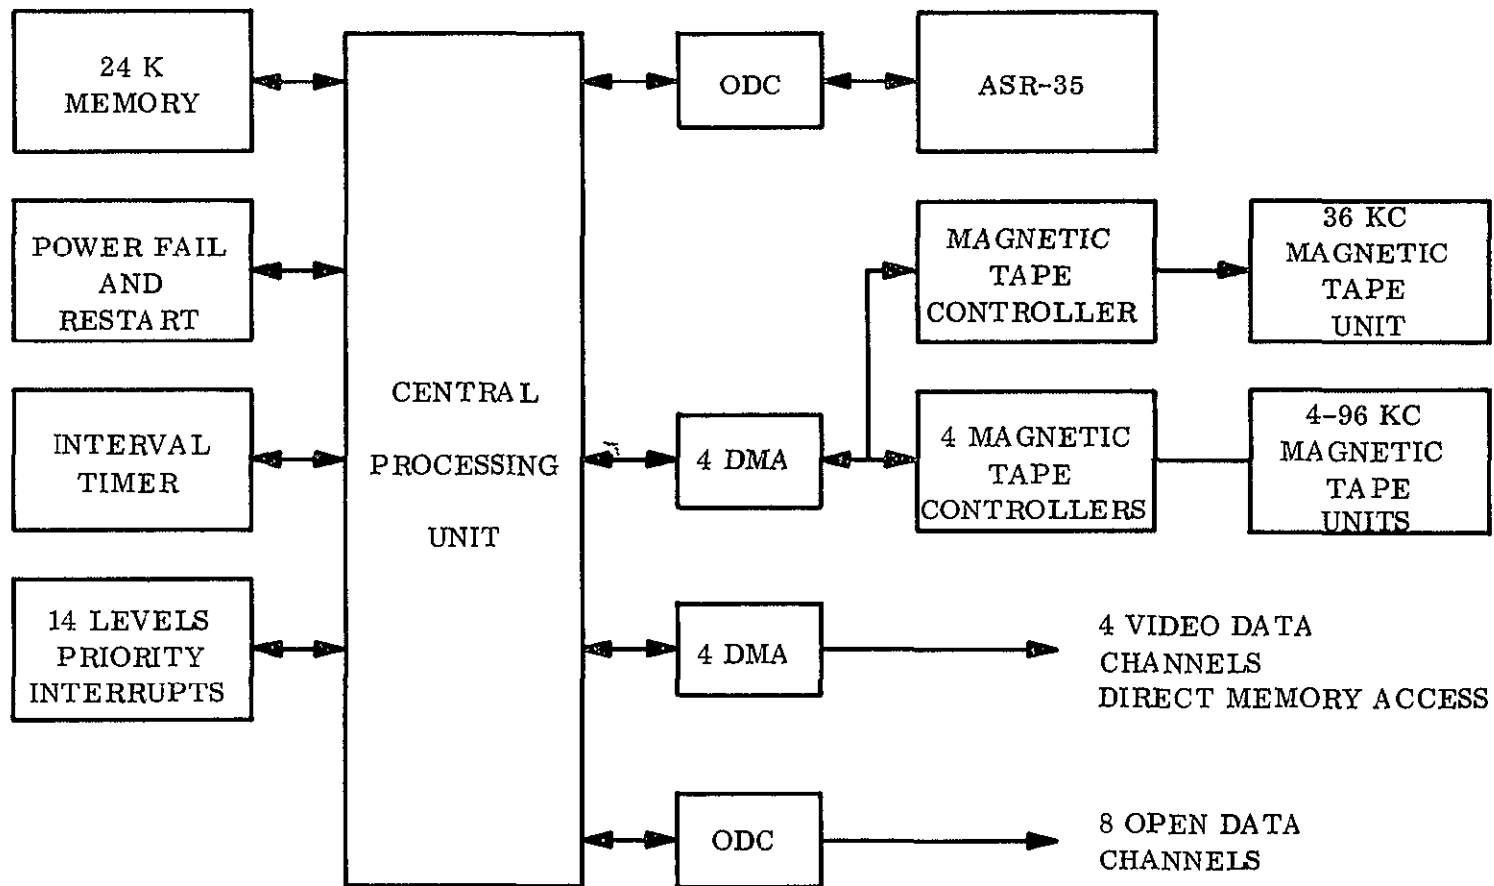 24 K
MEMORY
ODC
ASR-35
POWER FAIL
AND
RESTART
MAGNETIC
TAPE
CONTROLLER
36 KC
MAGNETIC
TAPE
UNIT
INTERVAL
TIMER
CENTRAL
PROCESSING
UNIT
4 DMA
4 MAGNETIC
TAPE
CONTROLLERS
4-96 KC
MAGNETIC
TAPE
UNITS
14 LEVELS
PRIORITY
INTERRUPTS
4 DMA
4 VIDEO DATA
CHANNELS
DIRECT MEMORY ACCESS
ODC
8 OPEN DATA
CHANNELS